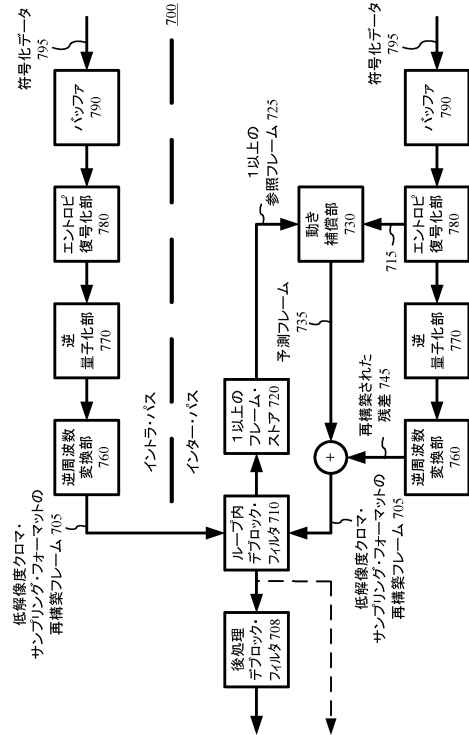 700
符号化データ
795
バッファ
790
エントロピ
復号化部
780
逆
量子化部
770
逆周波数
変換部
760
低解像度クロマ・
サンプリング・フォーマットの
再構築フレーム 705
イントラ・パス
インター・パス
1以上の
参照フレーム 725
動き
補償部
730
715
予測フレーム
735
1以上の
フレーム・
ストア 720
ループ内
デブロック・
フィルタ 710
後処理
デブロック・
フィルタ 708
符号化データ
795
バッファ
790
エントロピ
復号化部
780
逆
量子化部
770
逆周波数
変換部
760
再構築された
残差 745
+
低解像度クロマ・
サンプリング・フォーマットの
再構築フレーム 705